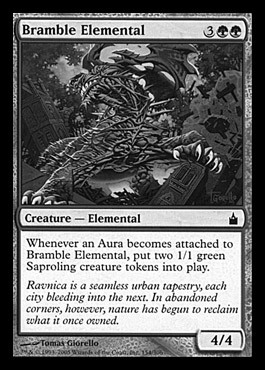 Bramble Elemental 3
Creature — Elemental
Whenever an Aura becomes attached to
Bramble Elemental, put two 1/1 green
Saproling creature tokens into play.
Ravnica is a seamless urban tapestry, each
city bleeding into the next. In abandoned
corners, however, nature has begun to reclaim
what it once owned.
Tomas Giorello
4/4